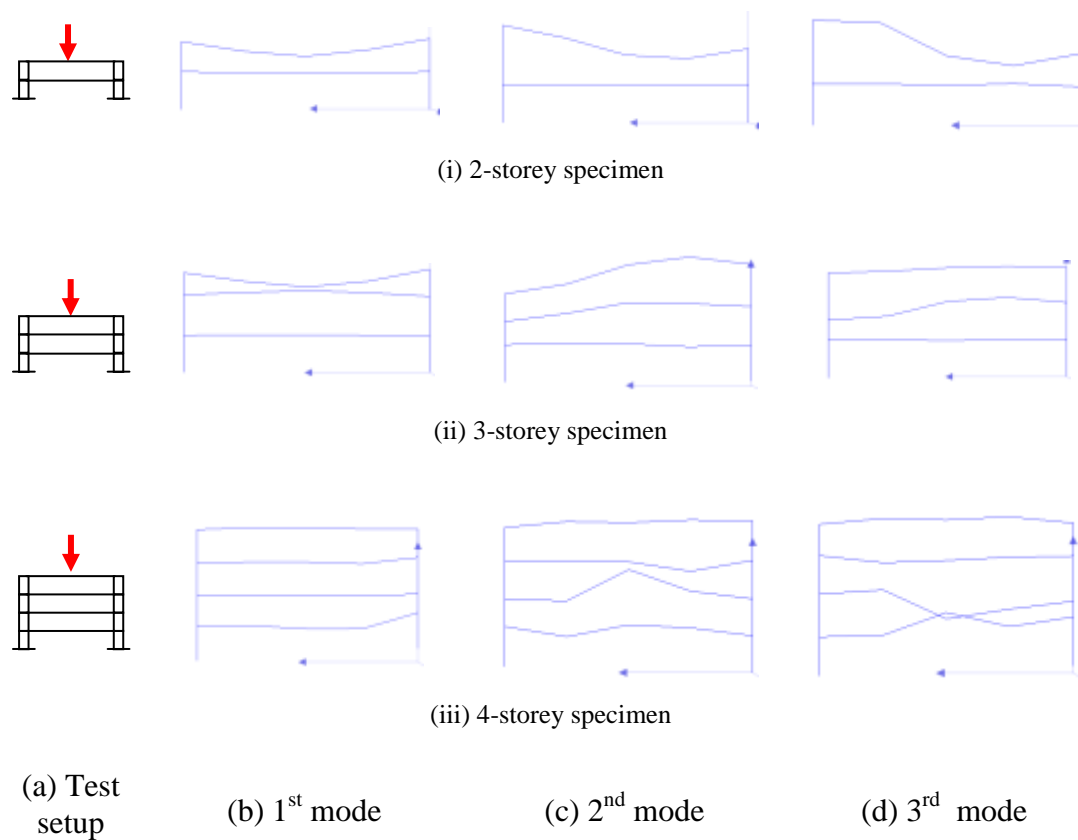 (i) 2-storey specimen
(ii) 3-storey specimen
(iii) 4-storey specimen
(a) Test
setup
(b) 1st mode
(c) 2nd mode
(d) 3rd mode